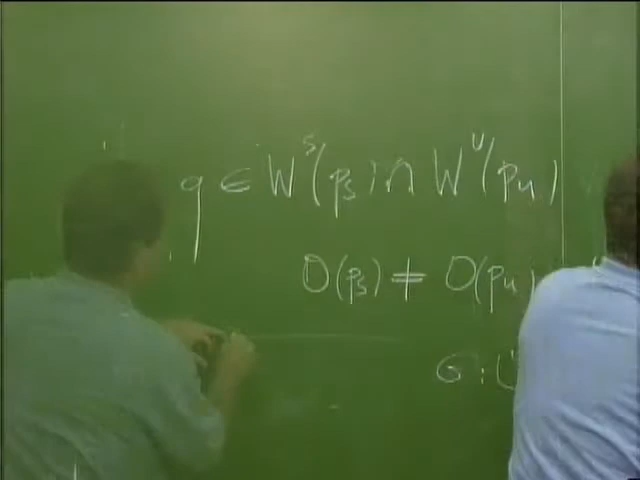 q ∈ W^s(p_s) ∩ W^u(p_u)
O(p_s) ≠ O(p_u)
G : U